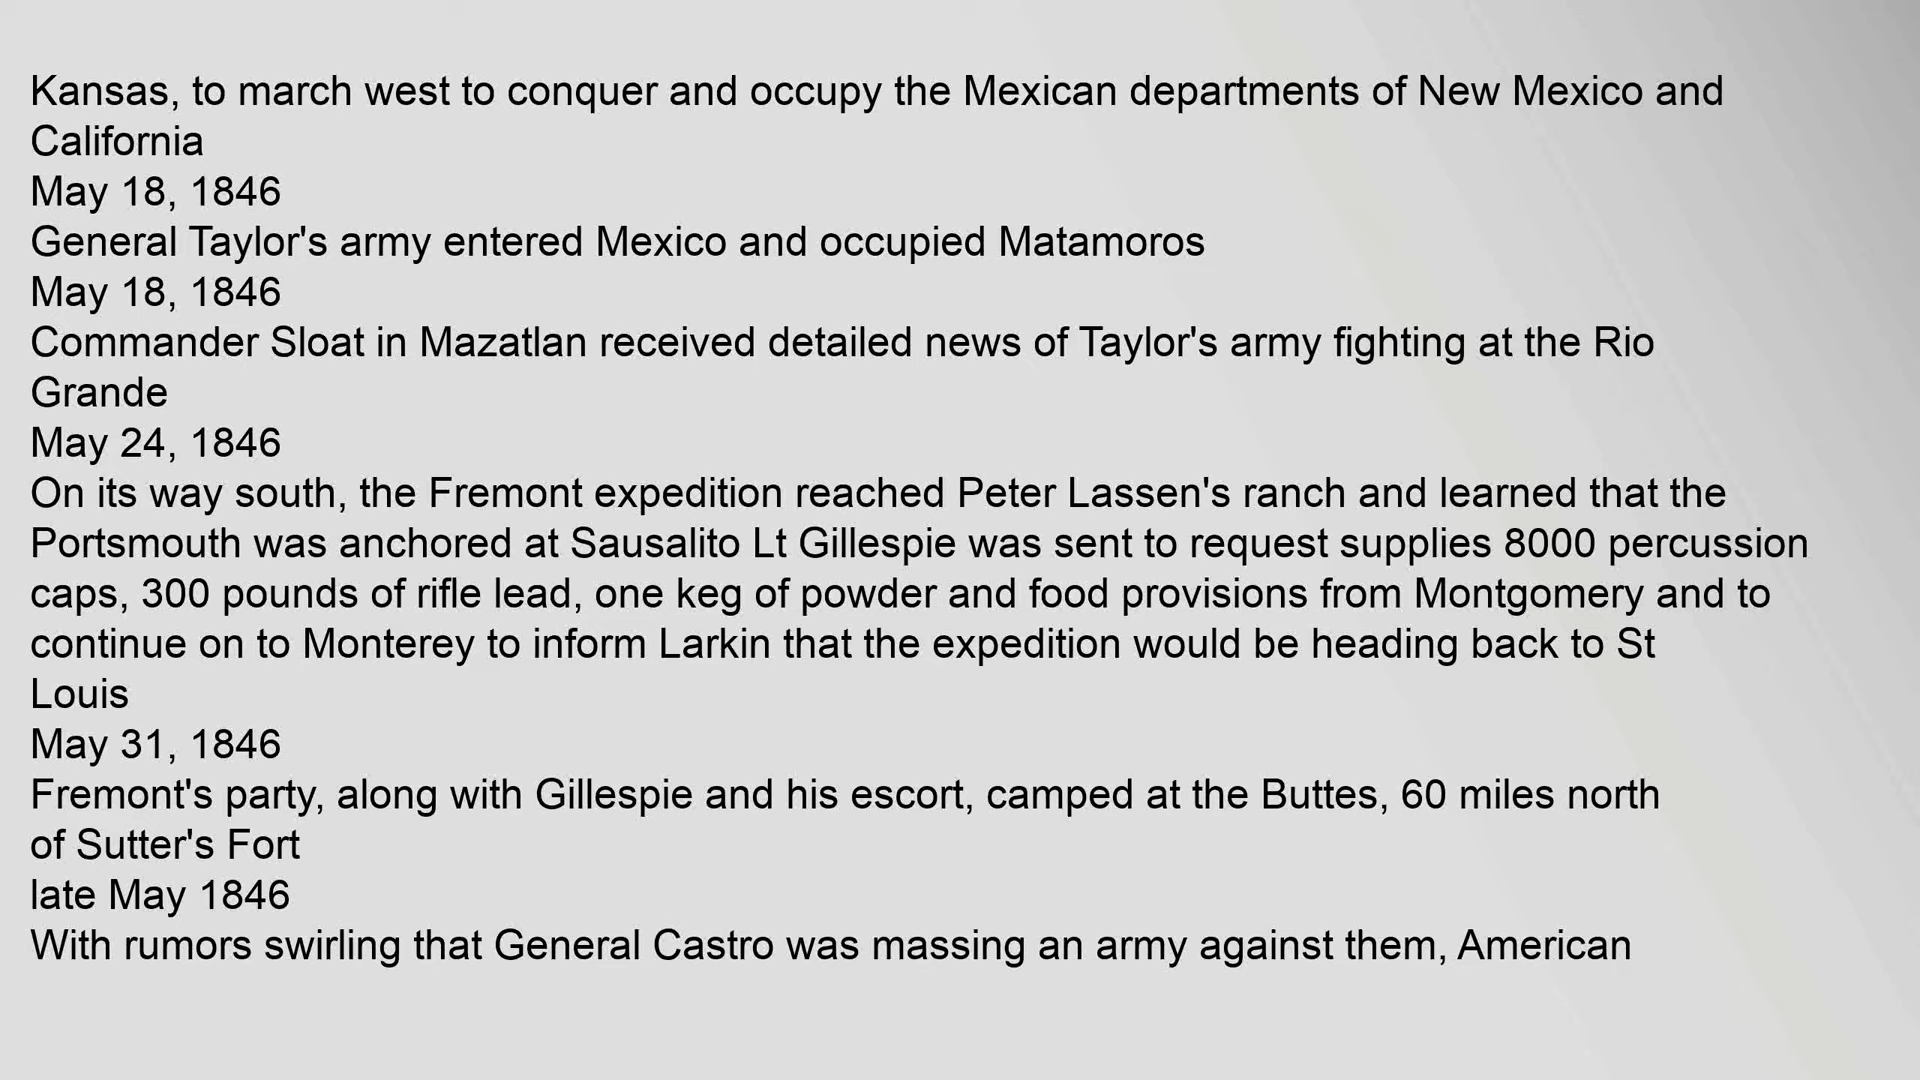 Kansas, to march west to conquer and occupy the Mexican departments of New Mexico and
California
May 18, 1846
General Taylor's army entered Mexico and occupied Matamoros
May 18, 1846
Commander Sloat in Mazatlan received detailed news of Taylor's army fighting at the Rio
Grande
May 24, 1846
On its way south, the Fremont expedition reached Peter Lassen's ranch and learned that the
Portsmouth was anchored at Sausalito Lt Gillespie was sent to request supplies 8000 percussion
caps, 300 pounds of rifle lead, one keg of powder and food provisions from Montgomery and to
continue on to Monterey to inform Larkin that the expedition would be heading back to St
Louis
May 31, 1846
Fremont's party, along with Gillespie and his escort, camped at the Buttes, 60 miles north
of Sutter's Fort
late May 1846
With rumors swirling that General Castro was massing an army against them, American